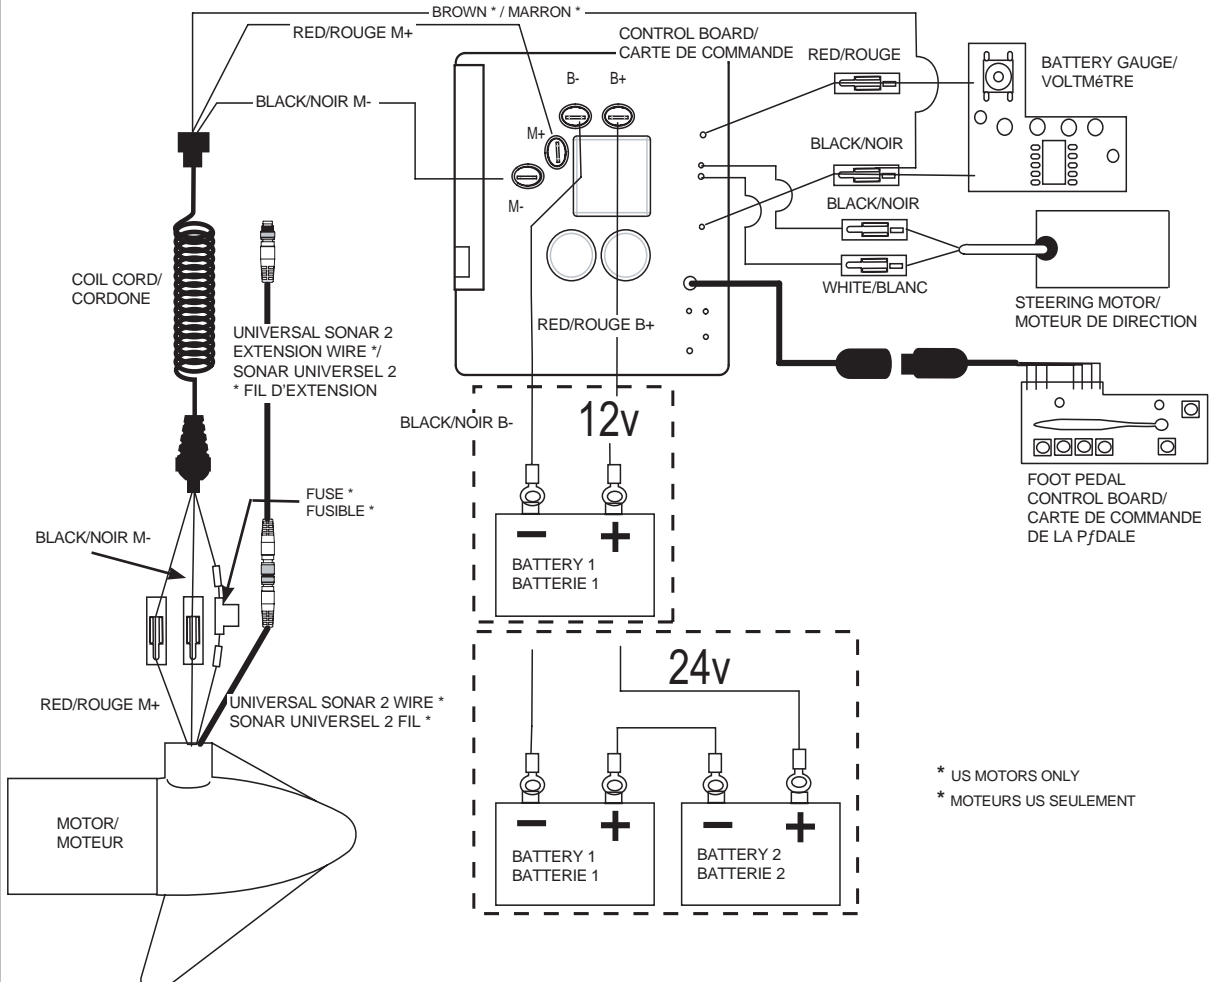 BROWN * / MARRON *
RED/ROUGE M+
CONTROL BOARD/
CARTE DE COMMANDE
RED/ROUGE
BATTERY GAUGE/
VOLTMéTRE
B-
B+
BLACK/NOIR M-
M+
BLACK/NOIR
M-
BLACK/NOIR
COIL CORD/
CORDONE
WHITE/BLANC
STEERING MOTOR/
MOTEUR DE DIRECTION
UNIVERSAL SONAR 2
EXTENSION WIRE */
SONAR UNIVERSEL 2
* FIL D'EXTENSION
RED/ROUGE B+
BLACK/NOIR B-
12v
FOOT PEDAL
CONTROL BOARD/
CARTE DE COMMANDE
DE LA PƒDALE
FUSE *
FUSIBLE *
BLACK/NOIR M-
− +
BATTERY 1
BATTERIE 1
24v
RED/ROUGE M+
UNIVERSAL SONAR 2 WIRE *
SONAR UNIVERSEL 2 FIL *
* US MOTORS ONLY
* MOTEURS US SEULEMENT
MOTOR/
MOTEUR
− +
BATTERY 1
BATTERIE 1
− +
BATTERY 2
BATTERIE 2